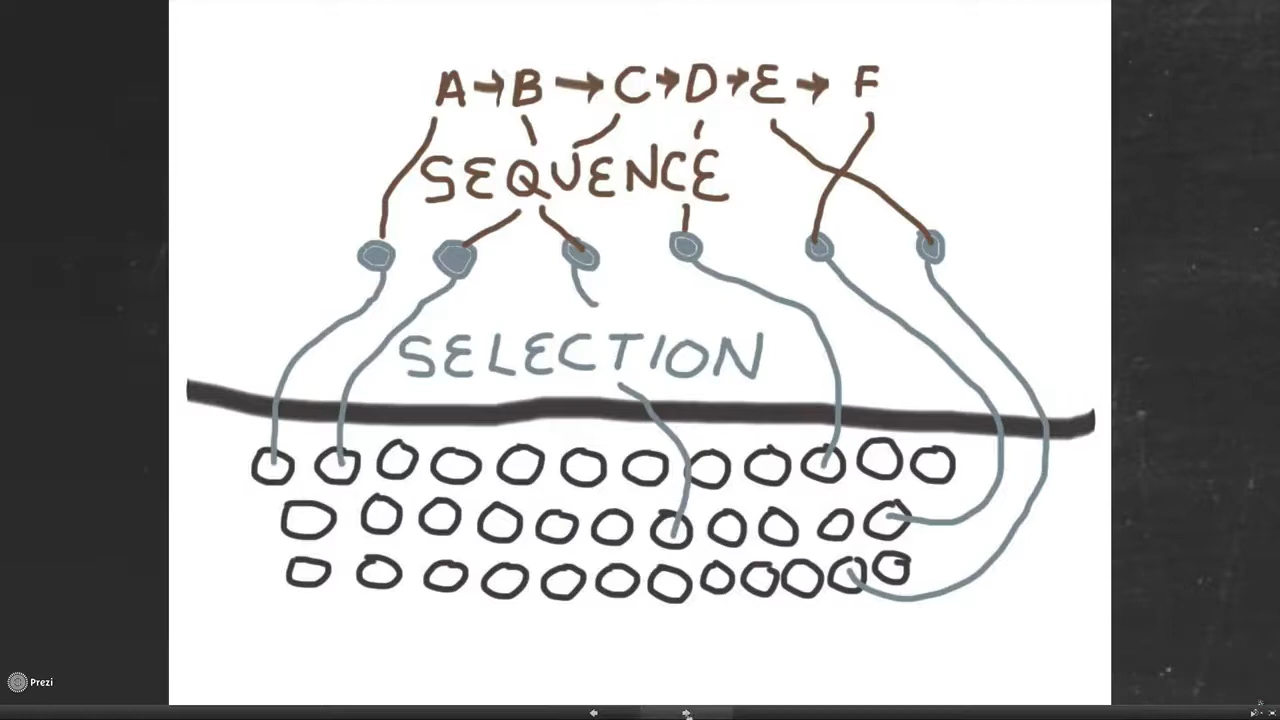 A → B → C → D → E → F
SEQUENCE
SELECTION
Prezi